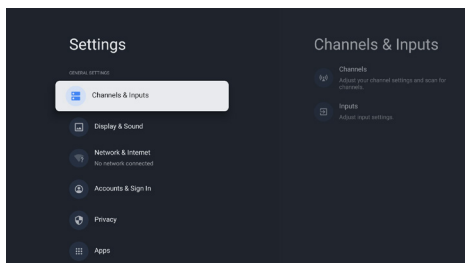 Settings
GENERAL SETTINGS
Channels & Inputs
Display & Sound
Network & Internet
No network connected
Accounts & Sign In
Privacy
Apps
Channels & Inputs
Channels
Adjust your channel settings and scan for
channels.
Inputs
Adjust input settings